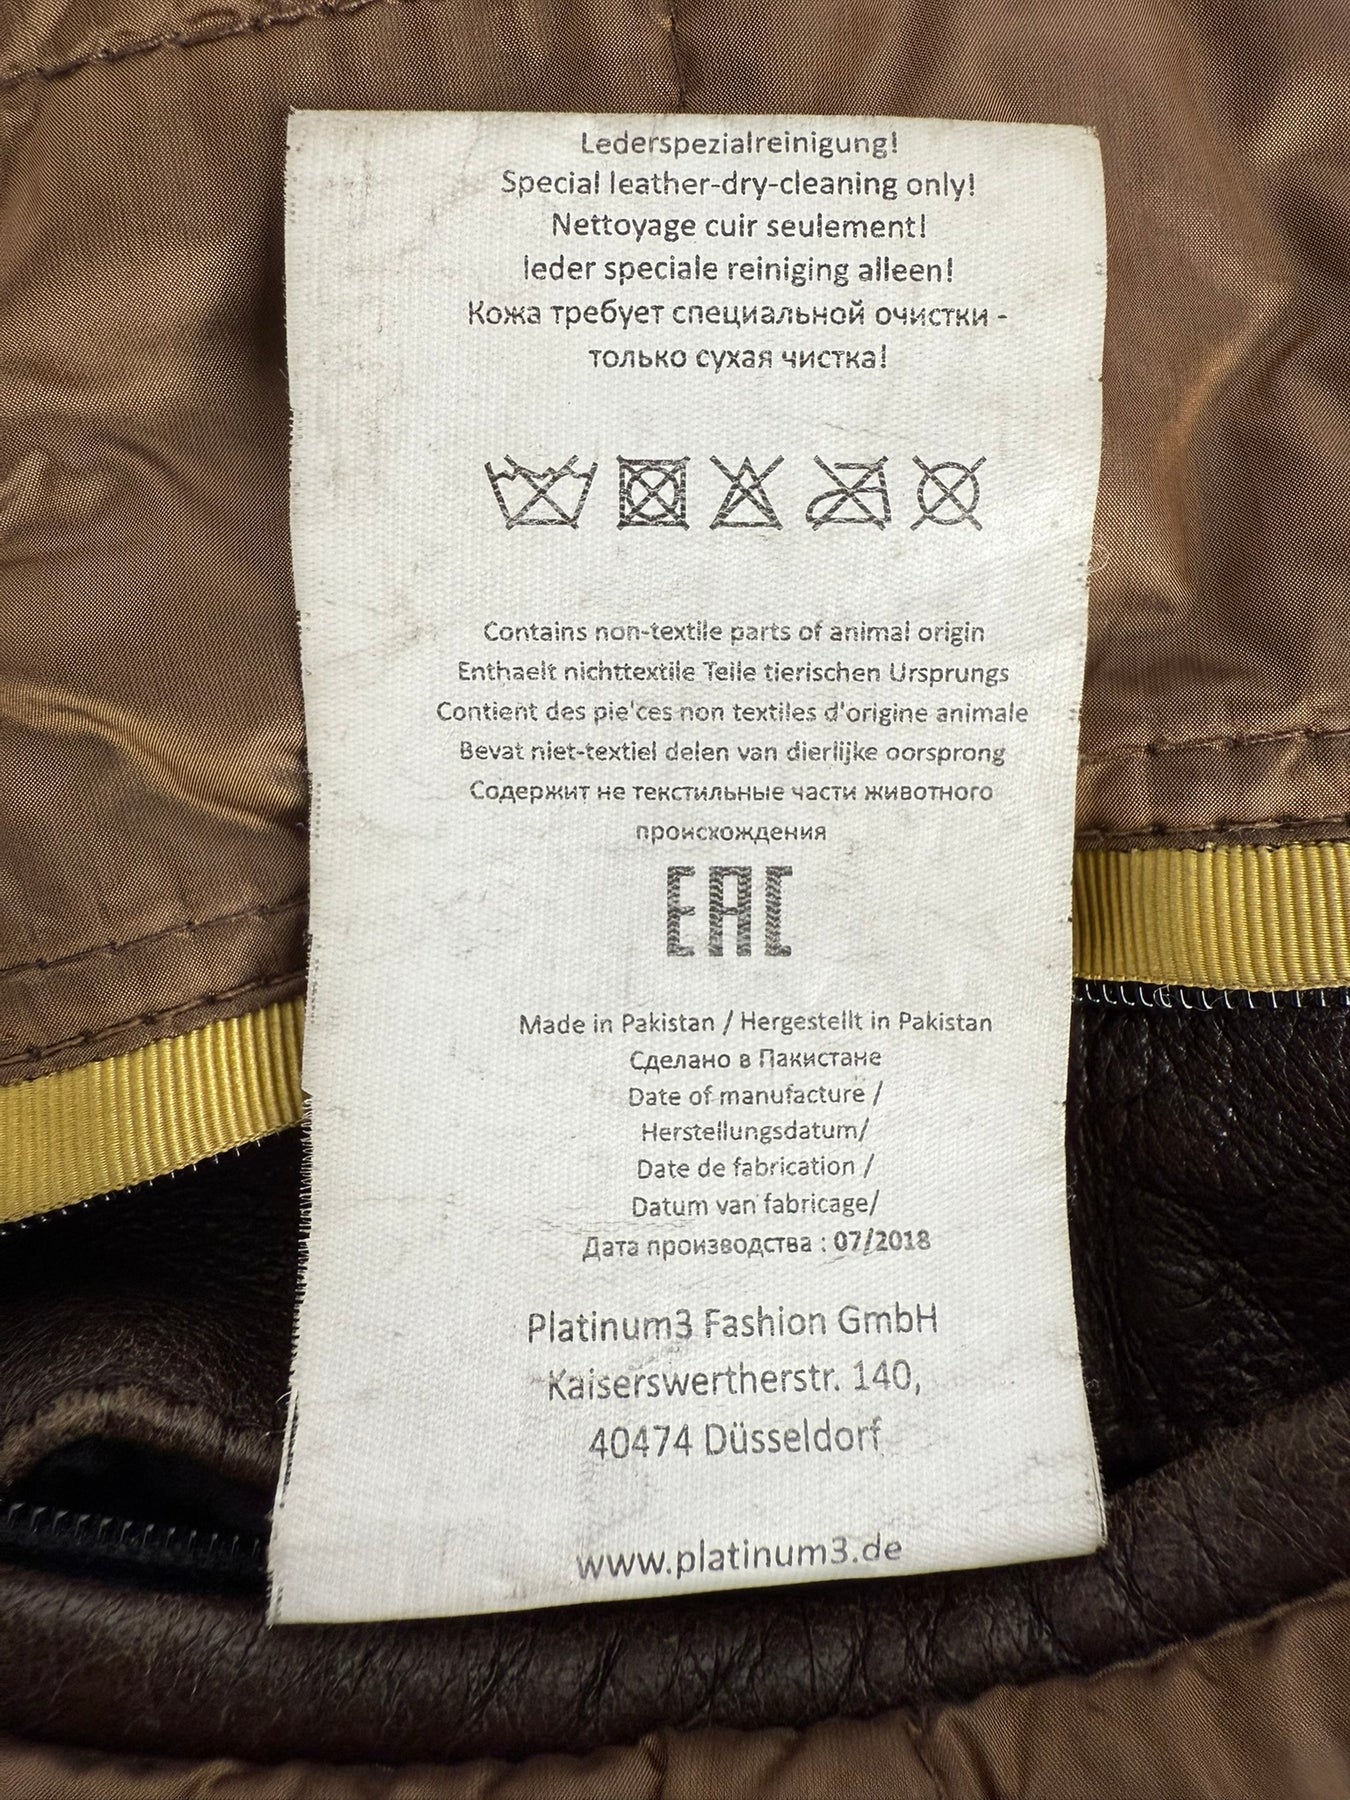 Lederspezialreinigung!
Special leather-dry-cleaning only!
Nettoyage cuir seulement!
leder speciale reiniging alleen!
Кожа требует специальной очистки -
только сухая чистка!
Contains non-textile parts of animal origin
Enthaelt nichttextile Teile tierischen Ursprungs
Contient des pie'ces non textiles d'origine animale
Bevat niet-textiel delen van dierlijke oorsprong
Содержит не текстильные части животного
происхождения
EAC
Made in Pakistan / Hergestellt in Pakistan
Сделано в Пакистане
Date of manufacture /
Herstellungsdatum/
Date de fabrication /
Datum van fabricage/
Дата производства : 07/2018
Platinum3 Fashion GmbH
Kaiserswertherstr. 140,
40474 Düsseldorf
www.platinum3.de